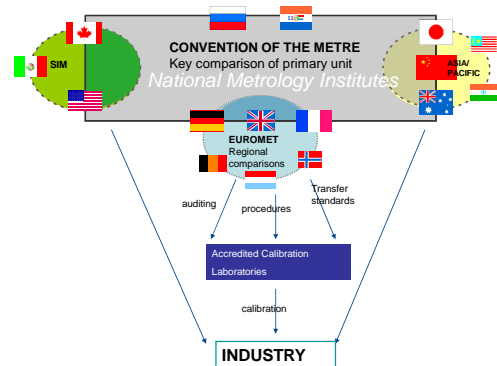 CONVENTION OF THE METRE
Key comparison of primary unit
National Metrology Institutes
SIM
ASIA/
PACIFIC
EUROMET
Regional
comparisons
auditing
procedures
Transfer
standards
Accredited Calibration
Laboratories
calibration
INDUSTRY